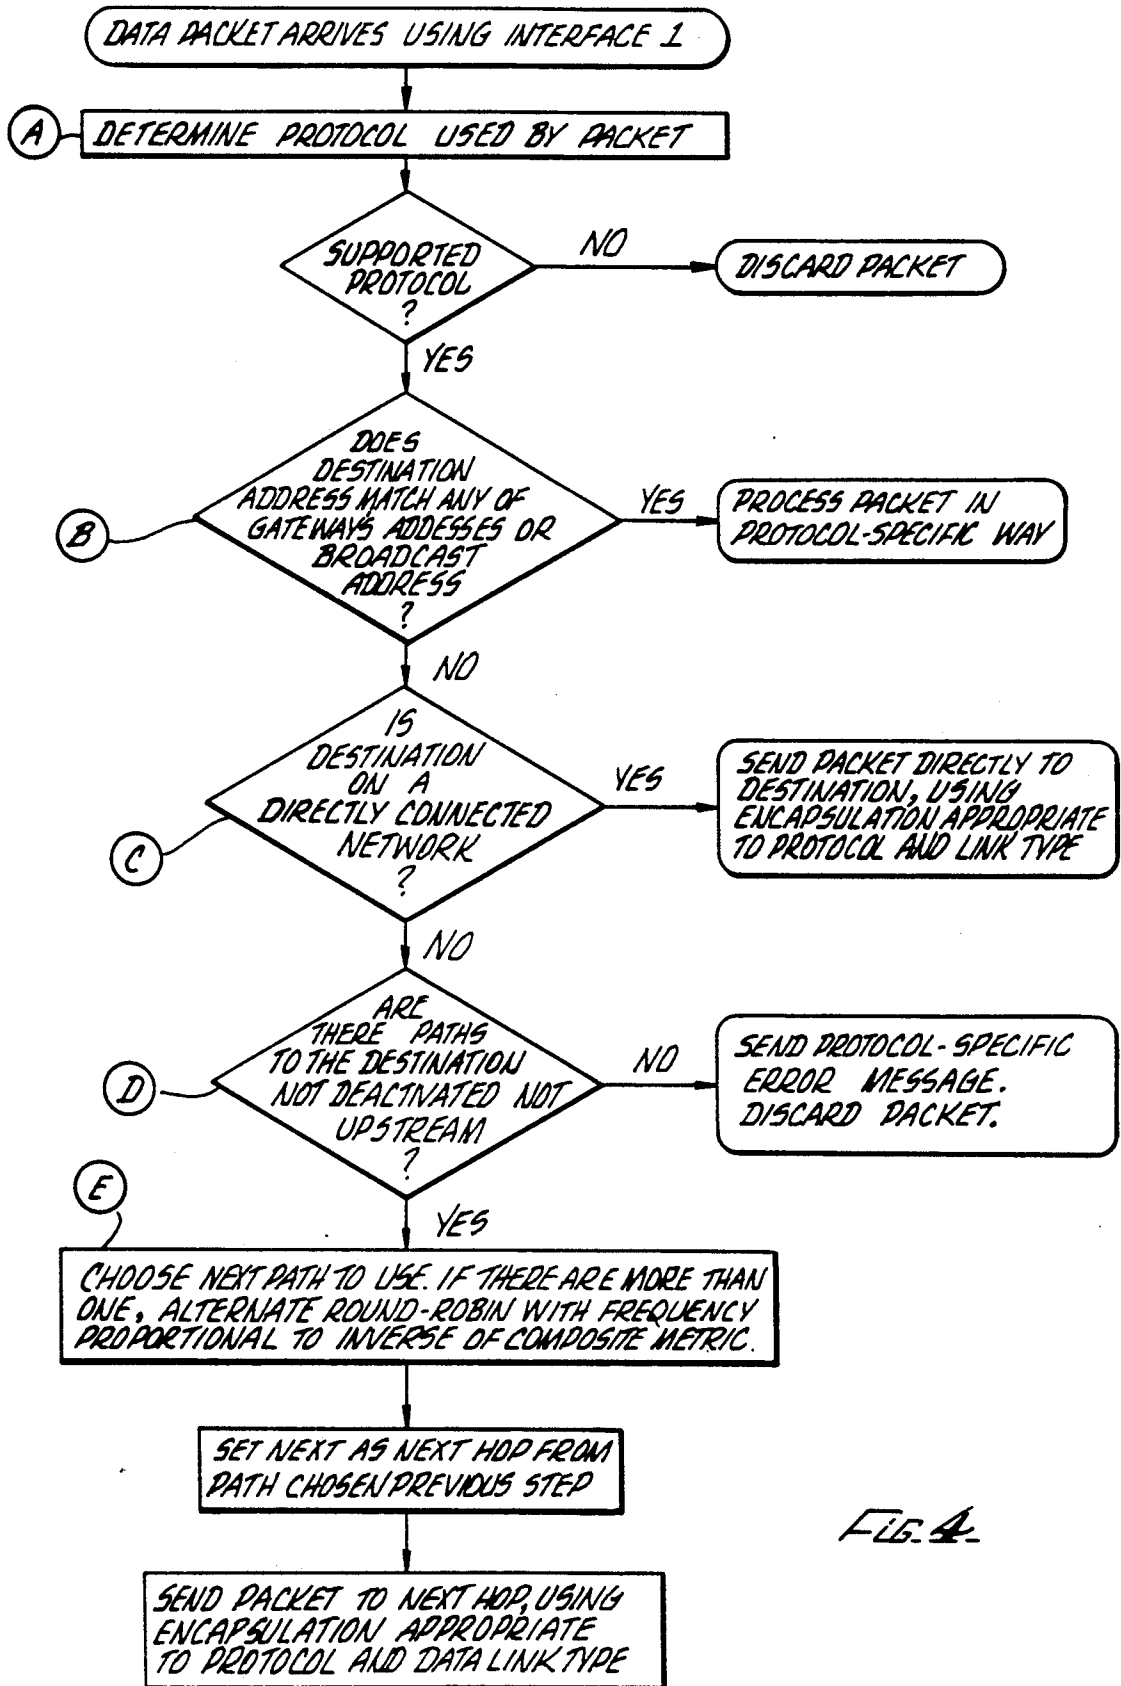 DATA PACKET ARRIVES USING INTERFACE 1
A
DETERMINE PROTOCOL USED BY PACKET
SUPPORTED
PROTOCOL
?
NO
DISCARD PACKET
YES
DOES
DESTINATION
ADDRESS MATCH ANY OF
GATEWAY'S ADDESSES OR
BROADCAST
ADDRESS
?
B
YES
PROCESS PACKET IN
PROTOCOL-SPECIFIC WAY
NO
IS
DESTINATION
ON A
DIRECTLY CONNECTED
NETWORK
?
C
YES
SEND PACKET DIRECTLY TO
DESTINATION, USING
ENCAPSULATION APPROPRIATE
TO PROTOCOL AND LINK TYPE
NO
ARE
THERE PATHS
TO THE DESTINATION
NOT DEACTIVATED NOT
UPSTREAM
?
D
NO
SEND PROTOCOL-SPECIFIC
ERROR MESSAGE.
DISCARD PACKET.
E
YES
CHOOSE NEXT PATH TO USE. IF THERE ARE MORE THAN
ONE, ALTERNATE ROUND-ROBIN WITH FREQUENCY
PROPORTIONAL TO INVERSE OF COMPOSITE METRIC.
SET NEXT AS NEXT HOP FROM
PATH CHOSEN PREVIOUS STEP
SEND PACKET TO NEXT HOP, USING
ENCAPSULATION APPROPRIATE
TO PROTOCOL AND DATA LINK TYPE
FIG. 4.